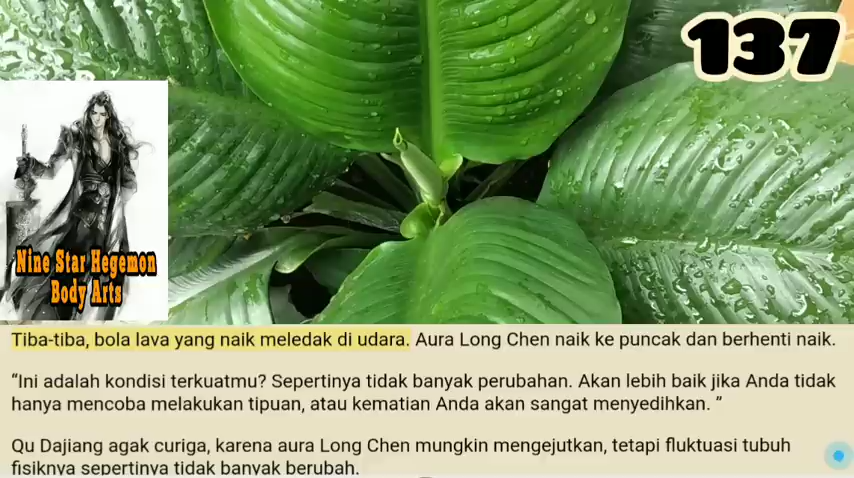 137
Nine Star Hegemon
Body Arts
Tiba-tiba, bola lava yang naik meledak di udara. Aura Long Chen naik ke puncak dan berhenti naik.
“Ini adalah kondisi terkuatmu? Sepertinya tidak banyak perubahan. Akan lebih baik jika Anda tidak
hanya mencoba melakukan tipuan, atau kematian Anda akan sangat menyedihkan. ”
Qu Dajiang agak curiga, karena aura Long Chen mungkin mengejutkan, tetapi fluktuasi tubuh
fisiknya sepertinya tidak banyak berubah.